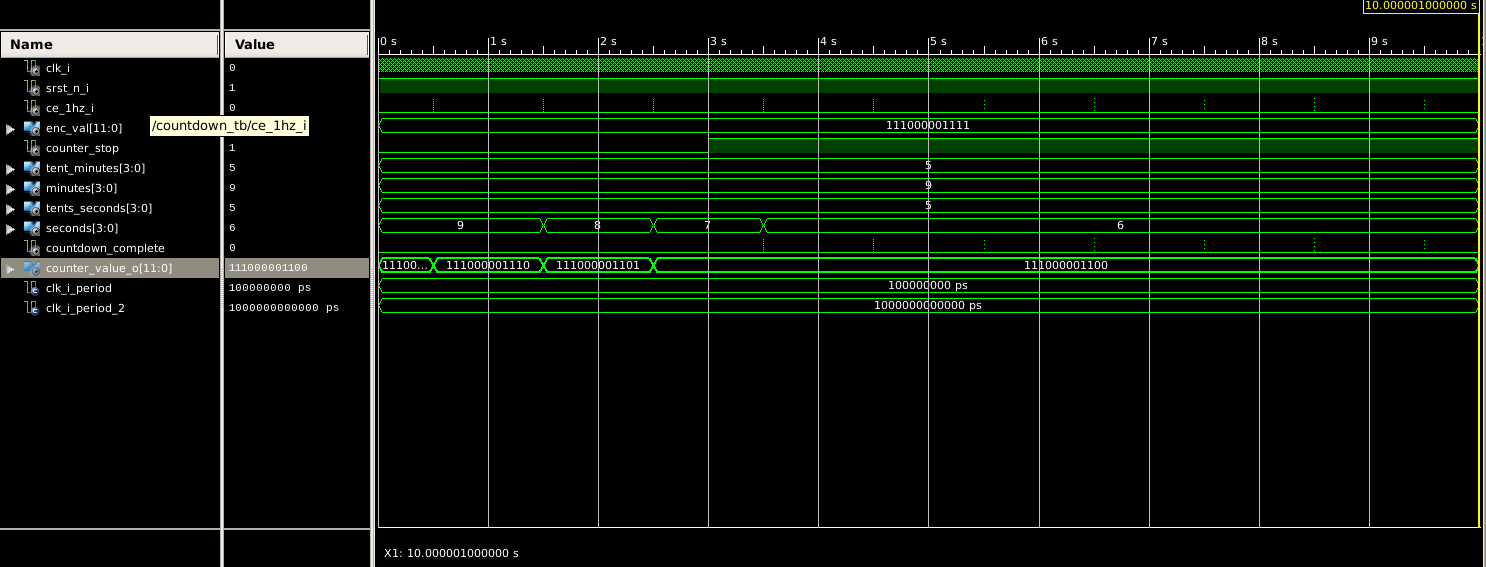 10.000001000000 s
Name Value 0 s 1 s 2 s 3 s 4 s 5 s 6 s 7 s 8 s 9 s
clk_i 0
srst_n_i 1
ce_1hz_i 0
enc_val[11:0] /countdown_tb/ce_1hz_i 111000001111
counter_stop 1
tent_minutes[3:0] 5 5
minutes[3:0] 9 9
tents_seconds[3:0] 5 5
seconds[3:0] 6 9 8 7 6
countdown_complete 0
counter_value_o[11:0] 111000001100 11100... 111000001110 111000001101 111000001100
clk_i_period 100000000 ps 100000000 ps
clk_i_period_2 1000000000000 ps 1000000000000 ps
X1: 10.000001000000 s